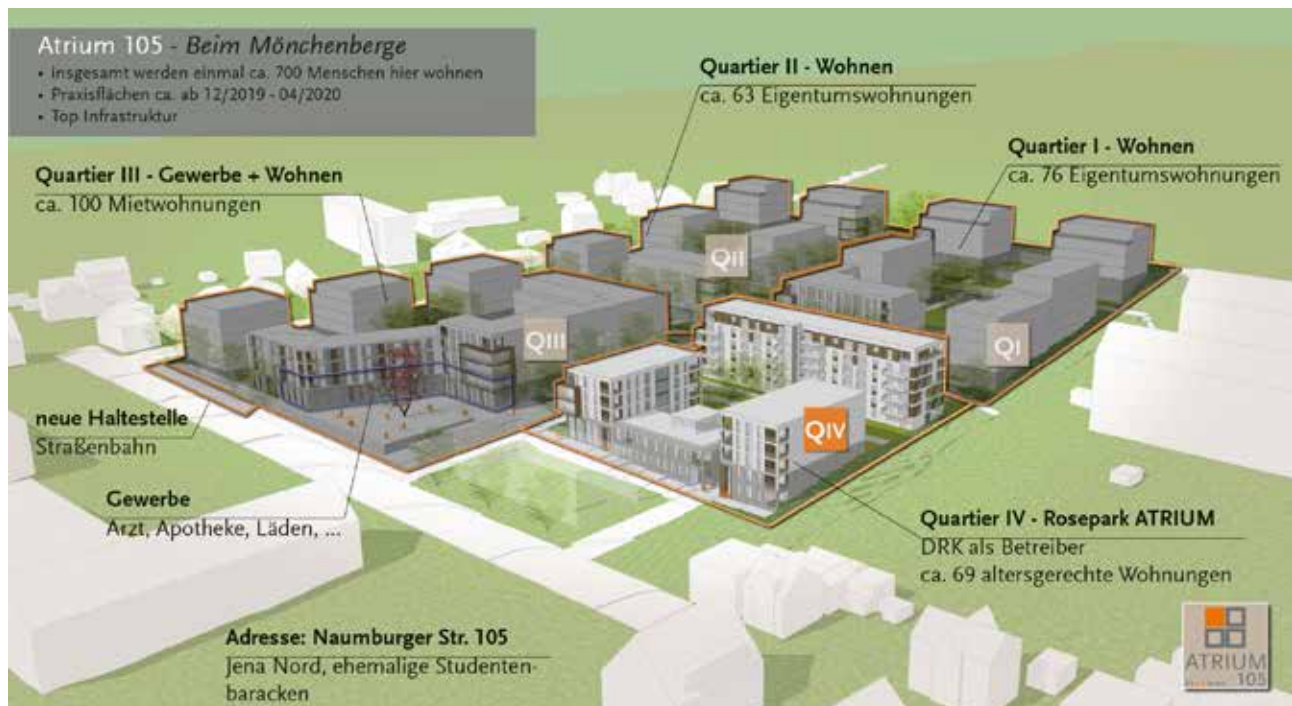 Atrium 105 - Beim Mönchenberge
• Insgesamt werden einmal ca. 700 Menschen hier wohnen
• Praxisflächen ca. ab 12/2019 - 04/2020
• Top Infrastruktur
Quartier II - Wohnen
ca. 63 Eigentumswohnungen
Quartier I - Wohnen
ca. 76 Eigentumswohnungen
Quartier III - Gewerbe + Wohnen
ca. 100 Mietwohnungen
QII
QIII
QI
QIV
neue Haltestelle
Straßenbahn
Gewerbe
Arzt, Apotheke, Läden, ...
Quartier IV - Rosepark ATRIUM
DRK als Betreiber
ca. 69 altersgerechte Wohnungen
Adresse: Naumburger Str. 105
Jena Nord, ehemalige Studenten-
baracken
ATRIUM
105